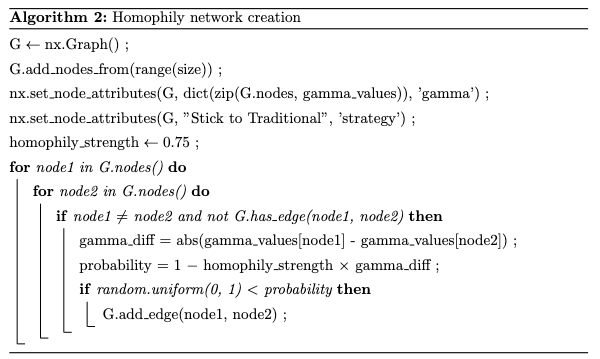 Algorithm 2: Homophily network creation
G ← nx.Graph() ;
G.add_nodes_from(range(size)) ;
nx.set_node_attributes(G, dict(zip(G.nodes, gamma_values)), 'gamma') ;
nx.set_node_attributes(G, ”Stick to Traditional”, 'strategy') ;
homophily_strength ← 0.75 ;
for node1 in G.nodes() do
for node2 in G.nodes() do
if node1 ≠ node2 and not G.has_edge(node1, node2) then
gamma_diff = abs(gamma_values[node1] - gamma_values[node2]) ;
probability = 1 − homophily_strength × gamma_diff ;
if random.uniform(0, 1) < probability then
G.add_edge(node1, node2) ;